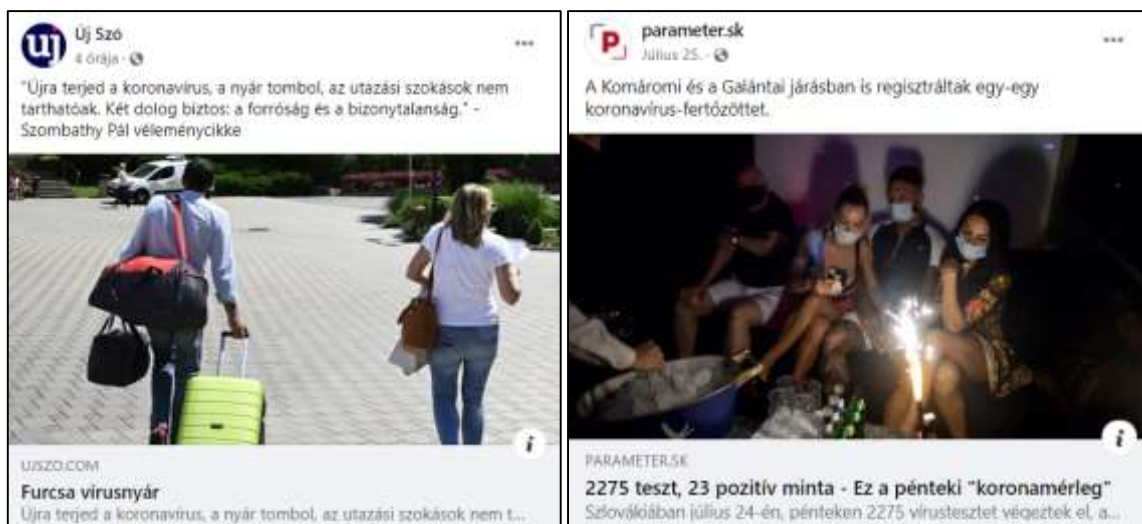 Új Szó
4 órája
"Újra terjed a koronavírus, a nyár tombol, az utazási szokások nem
tarthatóak. Két dolog biztos: a forróság és a bizonytalanság." -
Szombathy Pál véleménycikke
UJSZO.COM
Furcsa vírusnyár
Újra terjed a koronavírus, a nyár tombol, az utazási szokások nem t...
parameter.sk
Július 25.
A Komáromi és a Galántai járásban is regisztráltak egy-egy
koronavírus-fertőzöttet.
PARAMETER.SK
2275 teszt, 23 pozitív minta - Ez a pénteki "koronamérleg"
Szlovákiában július 24-én, pénteken 2275 vírustesztet végeztek el, a...